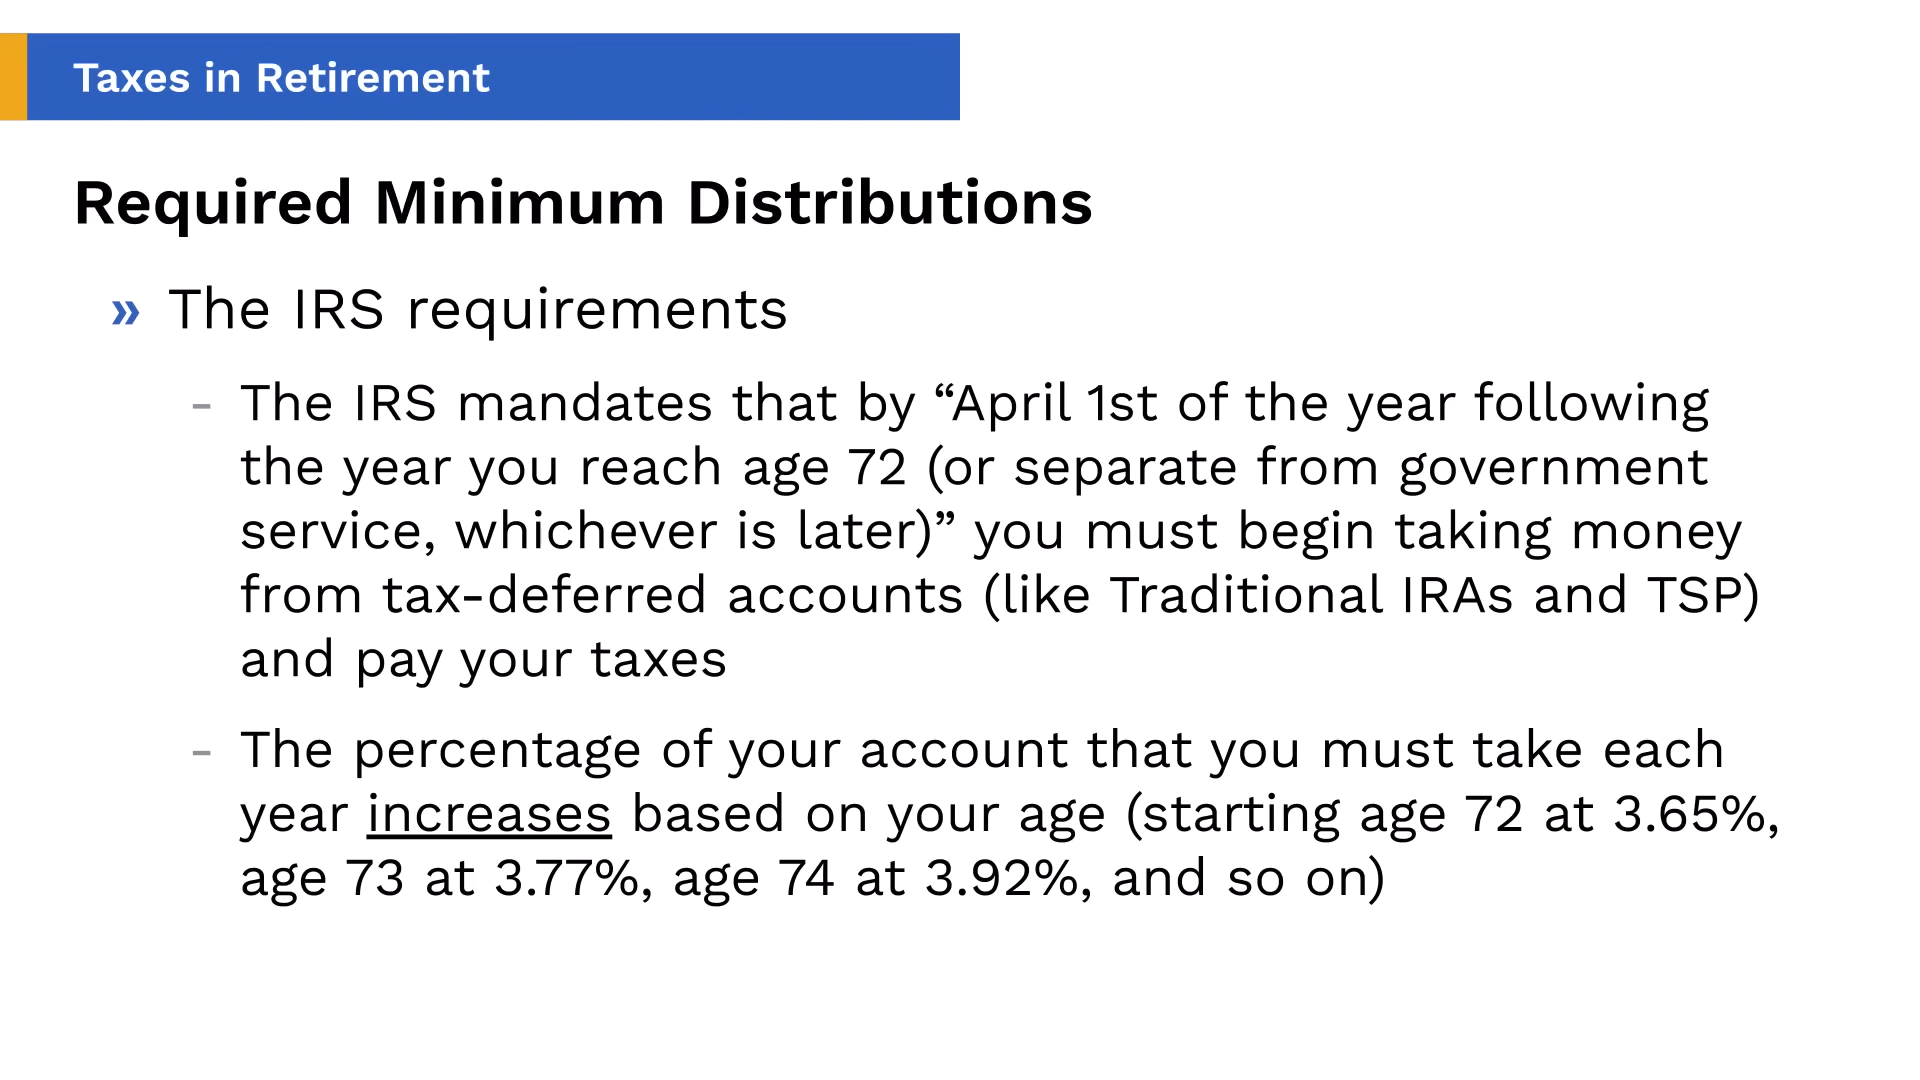 Taxes in Retirement
Required Minimum Distributions
» The IRS requirements
- The IRS mandates that by “April 1st of the year following
the year you reach age 72 (or separate from government
service, whichever is later)” you must begin taking money
from tax-deferred accounts (like Traditional IRAs and TSP)
and pay your taxes
- The percentage of your account that you must take each
year increases based on your age (starting age 72 at 3.65%,
age 73 at 3.77%, age 74 at 3.92%, and so on)